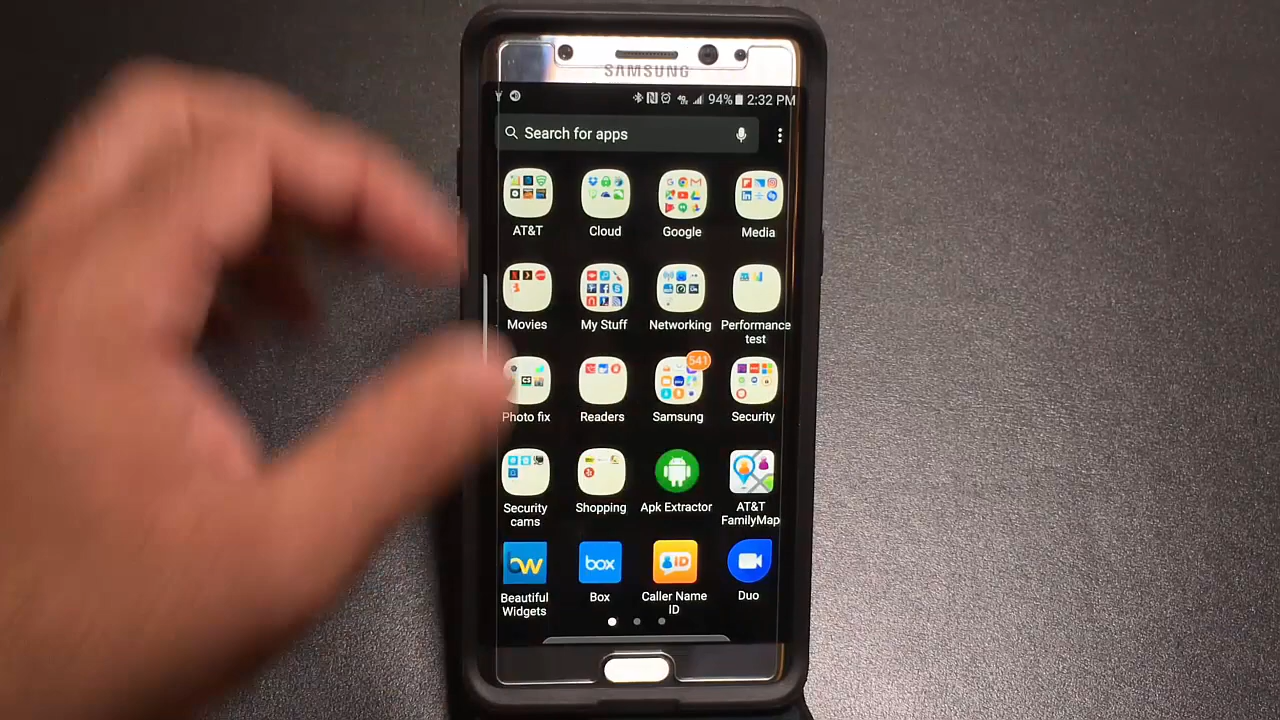 SAMSUNG
94% 2:32 PM
Search for apps
AT&T Cloud Google Media
Movies My Stuff Networking Performance
test
541
Photo fix Readers Samsung Security
Security Shopping Apk Extractor AT&T
cams FamilyMap
box iD
Beautiful Box Caller Name Duo
Widgets ID